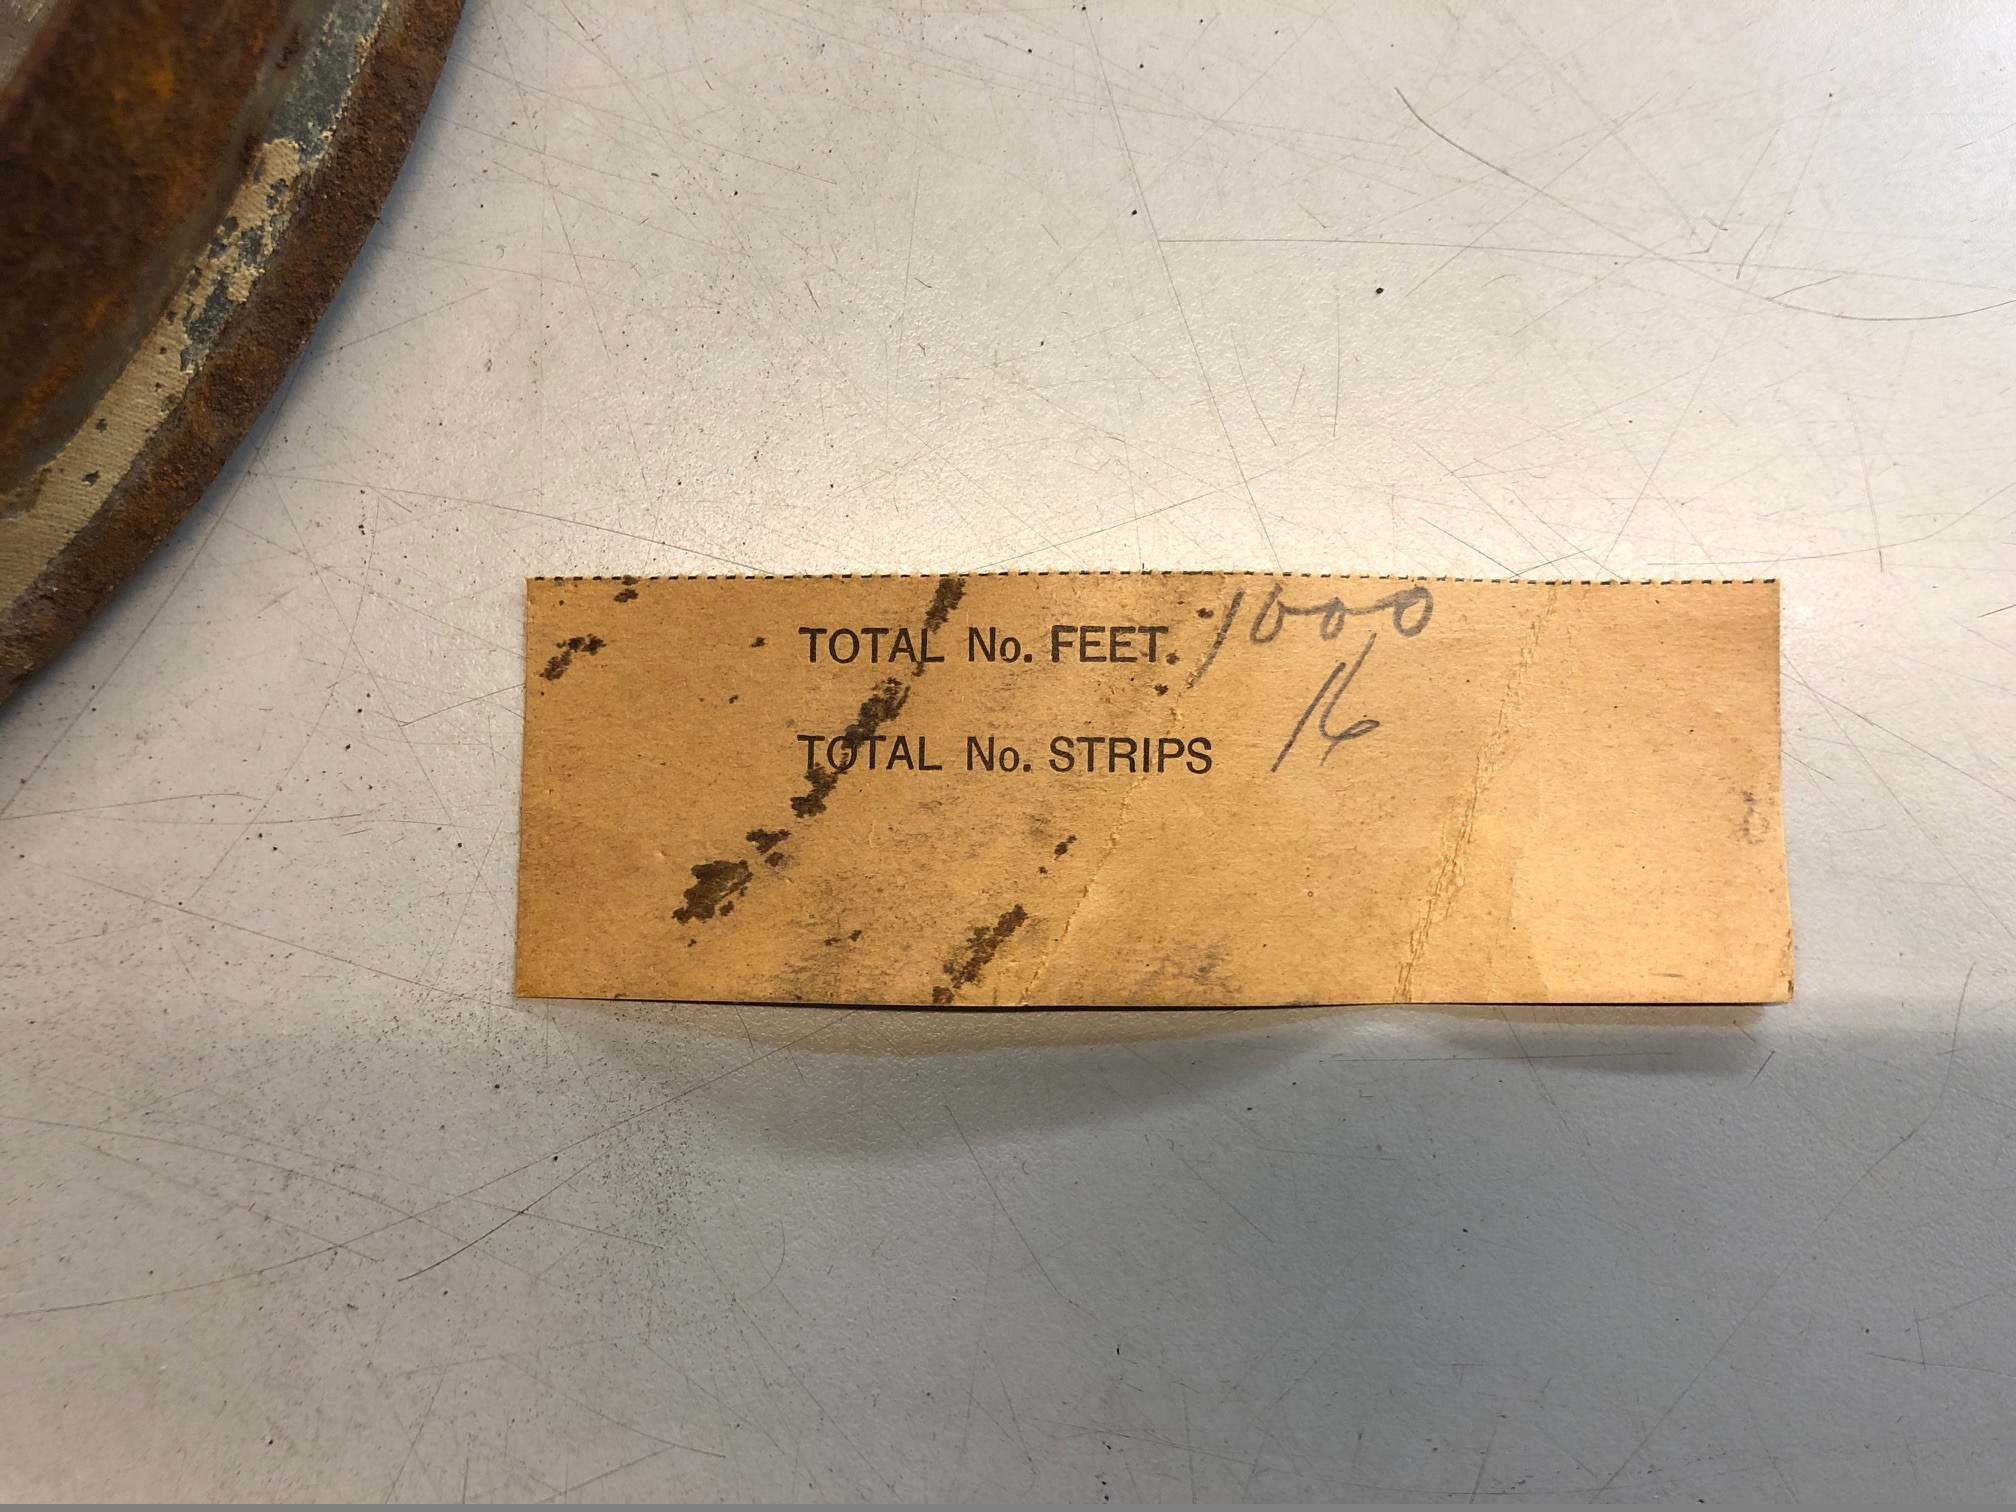 TOTAL No. FEET. 1000
TOTAL No. STRIPS 16